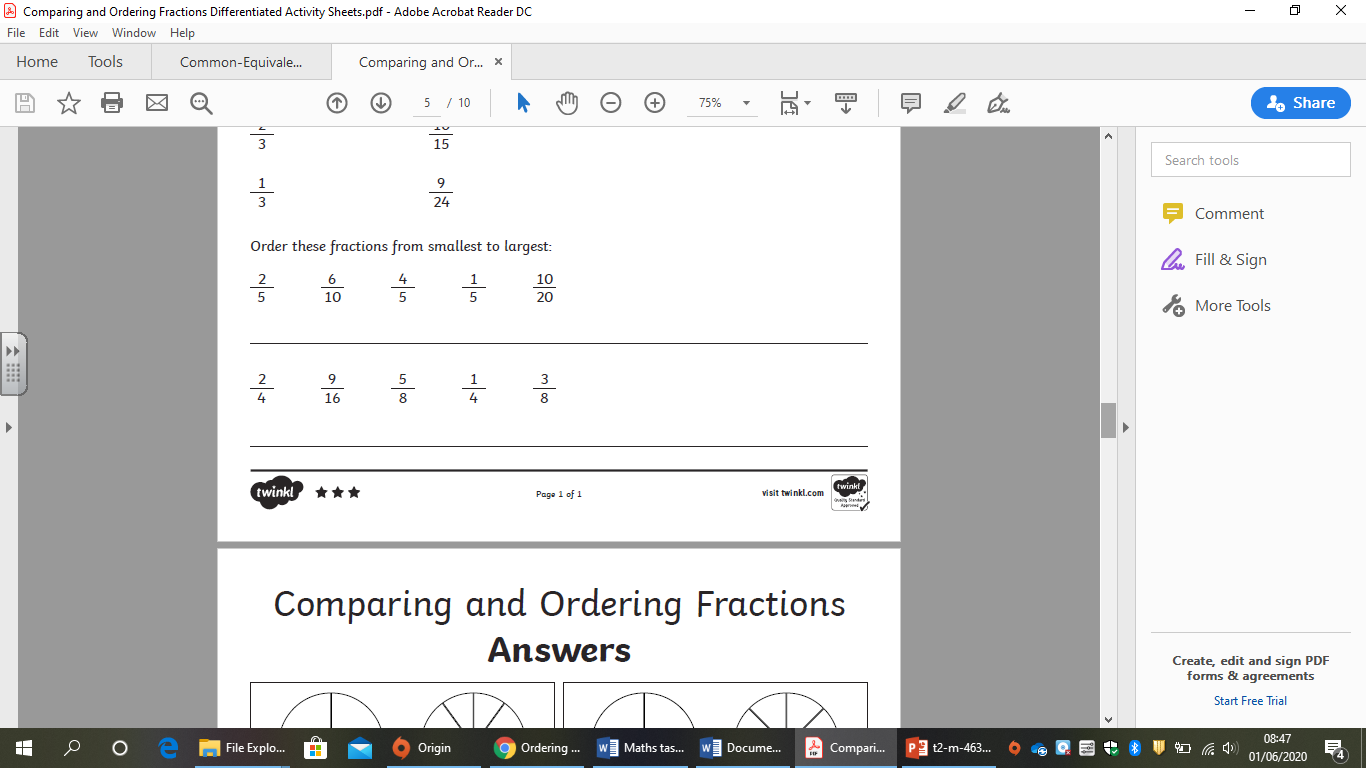 Comparing and Ordering Fractions Differentiated Activity Sheets.pdf - Adobe Acrobat Reader DC
File Edit View Window Help
Home Tools Common-Equivale... Comparing and Or... ×
5 / 10 75% Share
3 15
1 9
3 24
Order these fractions from smallest to largest:
2 6 4 1 10
5 10 5 5 20
2 9 5 1 3
4 16 8 4 8
twinkl Page 1 of 1 visit twinkl.com twinkl
Quality Standard
Approved
Comparing and Ordering Fractions
Answers
Search tools
Comment
Fill & Sign
More Tools
Create, edit and sign PDF
forms & agreements
Start Free Trial
File Explo... Origin Ordering ... Maths tas... Docume... Compari... t2-m-463... 08:47
01/06/2020 4